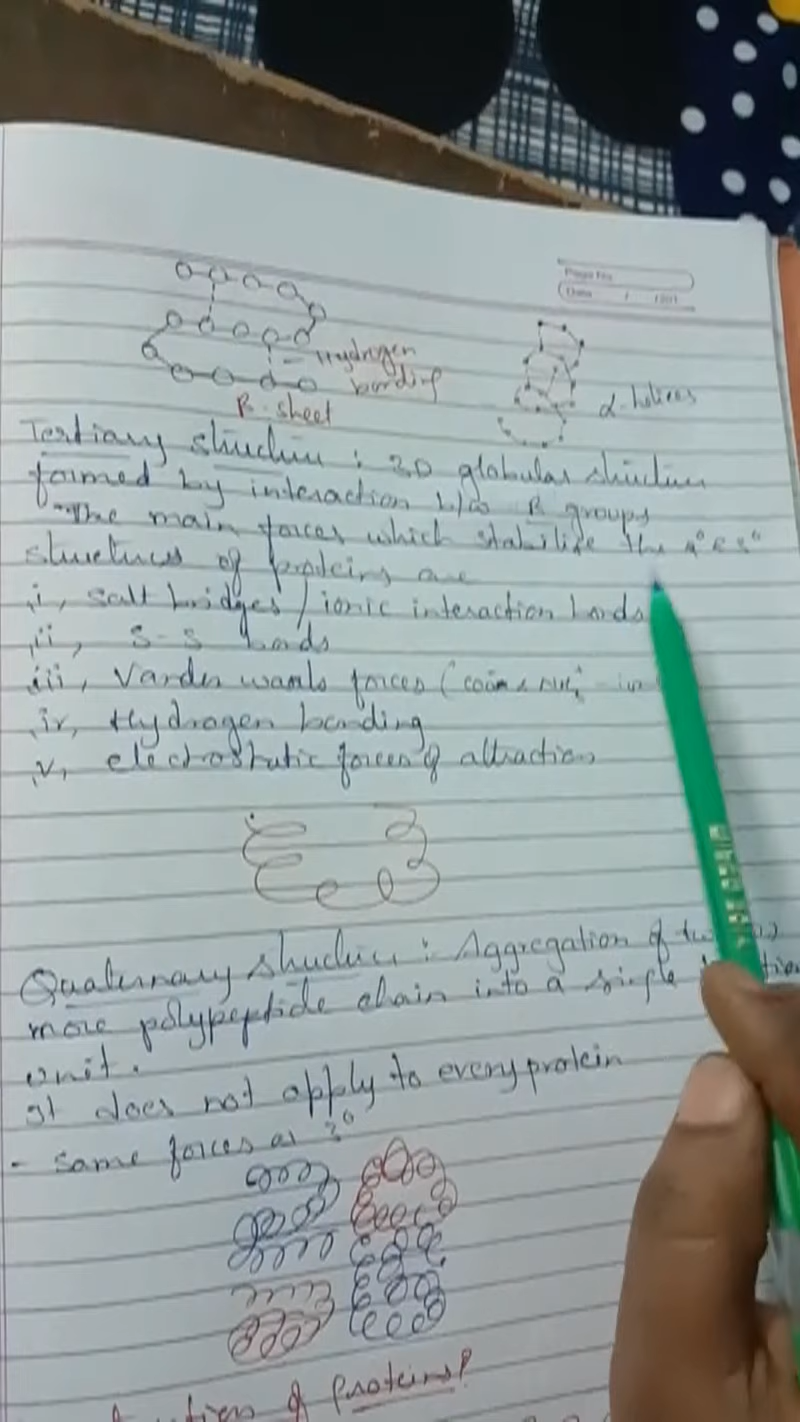 Page No.
Date / /201
Hydrogen
bonding
β-sheet
α-helices
Tertiary structure : 3D globular structure
formed by interaction b/w R groups
- The main forces which stabilize the
structures of proteins are
i, salt bridges / ionic interaction bonds
ii, S-S bonds
iii, Vander waals forces (
iv, Hydrogen bonding
v, electrostatic forces of attraction
Quaternary structure : Aggregation of
more polypeptide chain into a single
unit.
It does not apply to every protein
- same forces as 3°
of proteins?